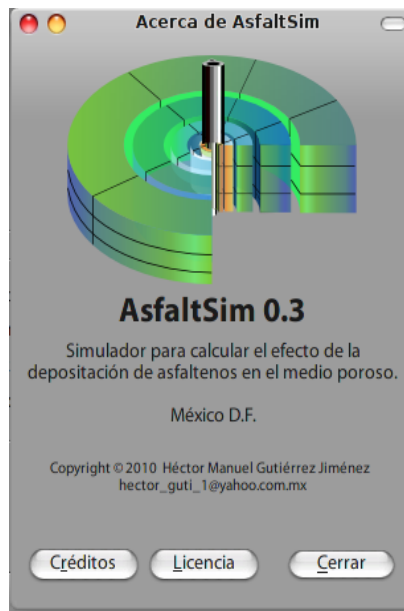 Acerca de AsfaltSim
AsfaltSim 0.3
Simulador para calcular el efecto de la
depositación de asfaltenos en el medio poroso.
México D.F.
Copyright © 2010 Héctor Manuel Gutiérrez Jiménez
hector_guti_1@yahoo.com.mx
Créditos Licencia Cerrar